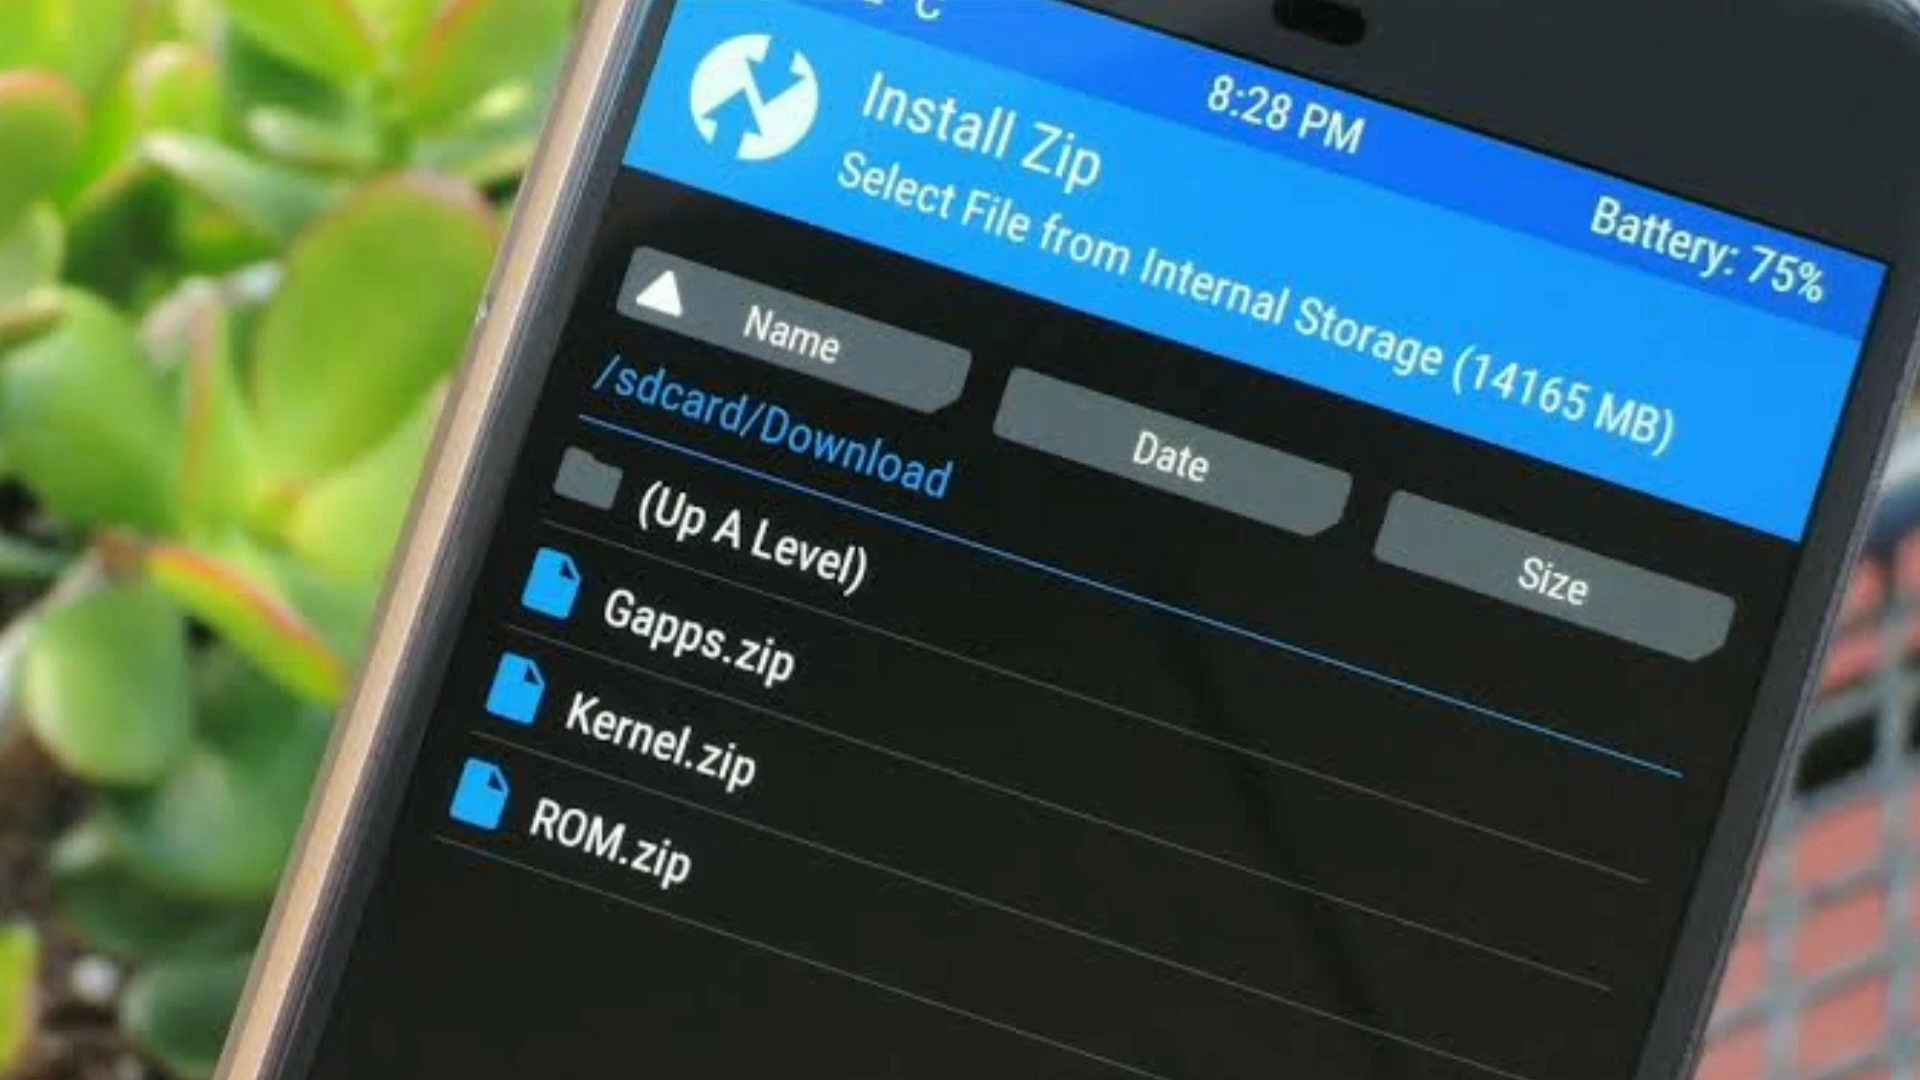 8:28 PM
Battery: 75%
Install Zip
Select File from Internal Storage (14165 MB)
Name
Date
Size
/sdcard/Download
(Up A Level)
Gapps.zip
Kernel.zip
ROM.zip